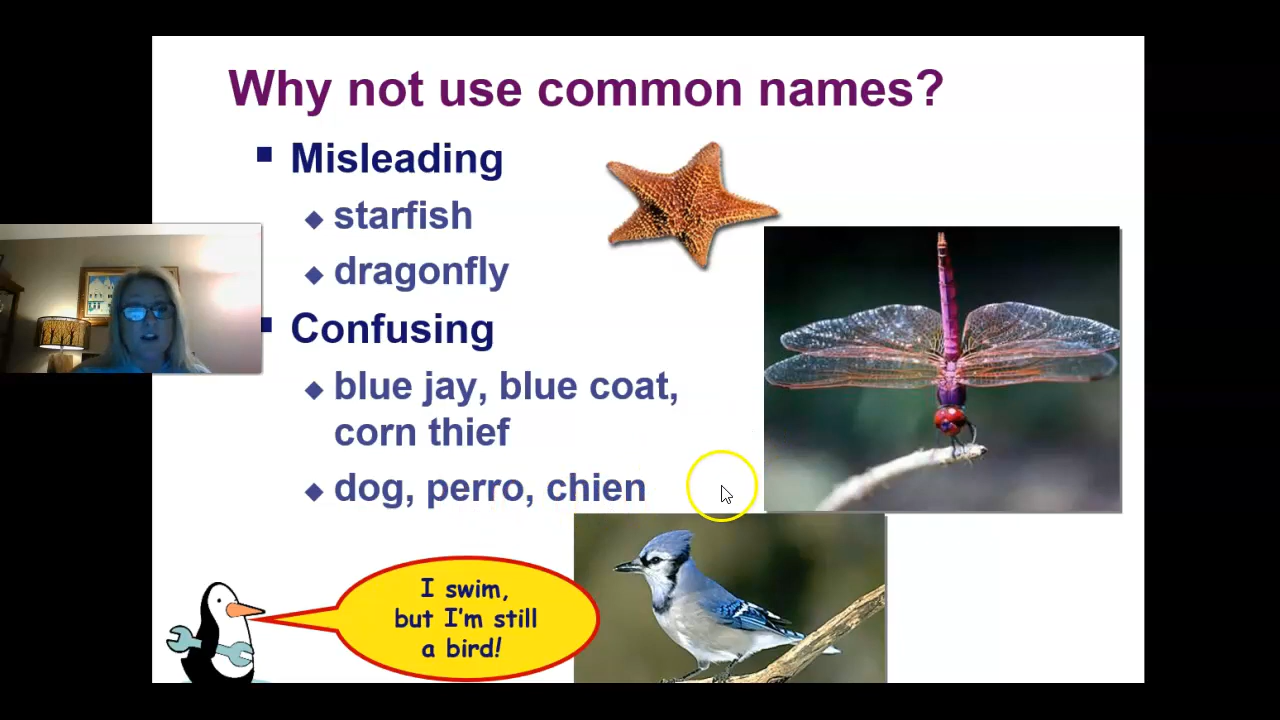 Why not use common names?
Misleading
starfish
dragonfly
Confusing
blue jay, blue coat,
corn thief
dog, perro, chien
I swim,
but I'm still
a bird!